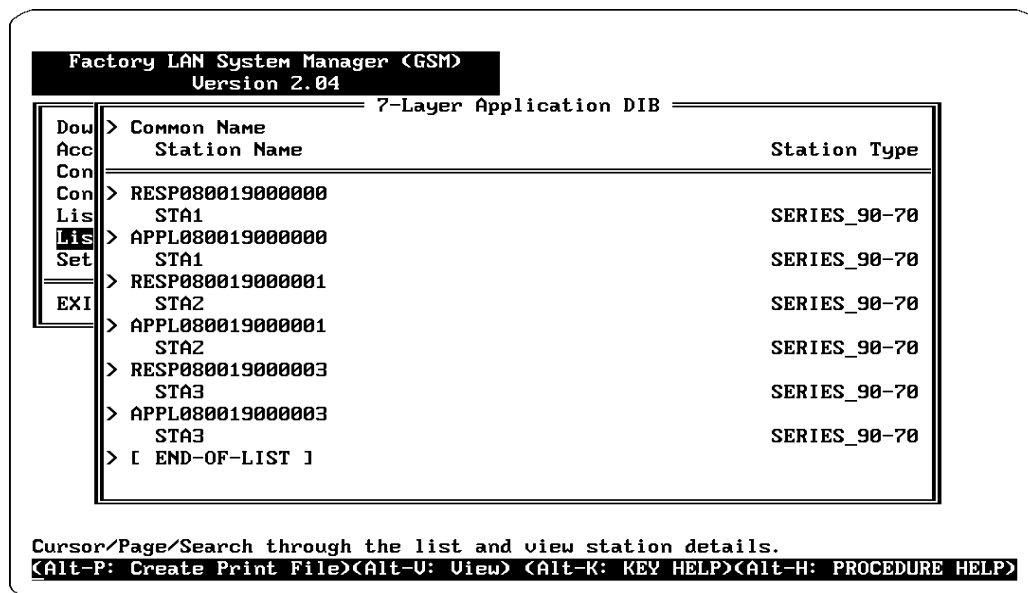 Factory LAN System Manager (GSM)
Version 2.04
7-Layer Application DIB
Dow
Acc
Con
Con
Lis
Lis
Set
EXI
> Common Name
Station Name Station Type
> RESP080019000000
STA1 SERIES_90-70
> APPL080019000000
STA1 SERIES_90-70
> RESP080019000001
STA2 SERIES_90-70
> APPL080019000001
STA2 SERIES_90-70
> RESP080019000003
STA3 SERIES_90-70
> APPL080019000003
STA3 SERIES_90-70
> [ END-OF-LIST ]
Cursor/Page/Search through the list and view station details.
(Alt-P: Create Print File)(Alt-V: View) (Alt-K: KEY HELP)(Alt-H: PROCEDURE HELP)